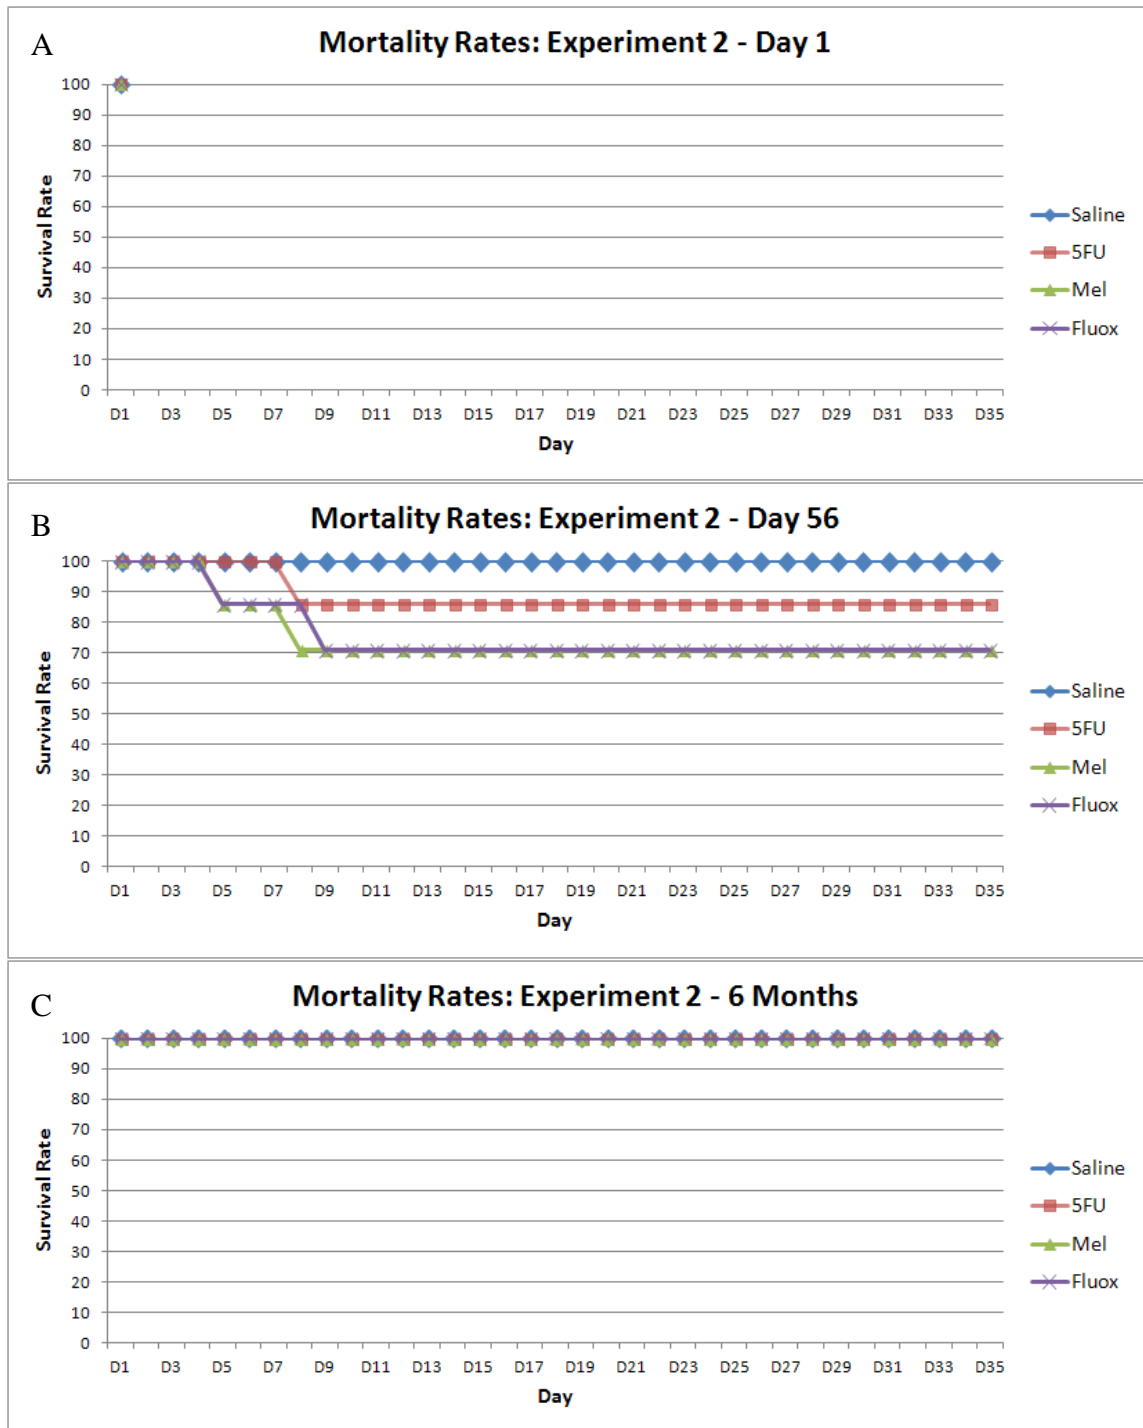 A
Mortality Rates: Experiment 2 - Day 1
Survival Rate
100
90
80
70
60
50
40
30
20
10
0
D1 D3 D5 D7 D9 D11 D13 D15 D17 D19 D21 D23 D25 D27 D29 D31 D33 D35
Day
Saline
5FU
Mel
Fluox
B
Mortality Rates: Experiment 2 - Day 56
Survival Rate
100
90
80
70
60
50
40
30
20
10
0
D1 D3 D5 D7 D9 D11 D13 D15 D17 D19 D21 D23 D25 D27 D29 D31 D33 D35
Day
Saline
5FU
Mel
Fluox
C
Mortality Rates: Experiment 2 - 6 Months
Survival Rate
100
90
80
70
60
50
40
30
20
10
0
D1 D3 D5 D7 D9 D11 D13 D15 D17 D19 D21 D23 D25 D27 D29 D31 D33 D35
Day
Saline
5FU
Mel
Fluox